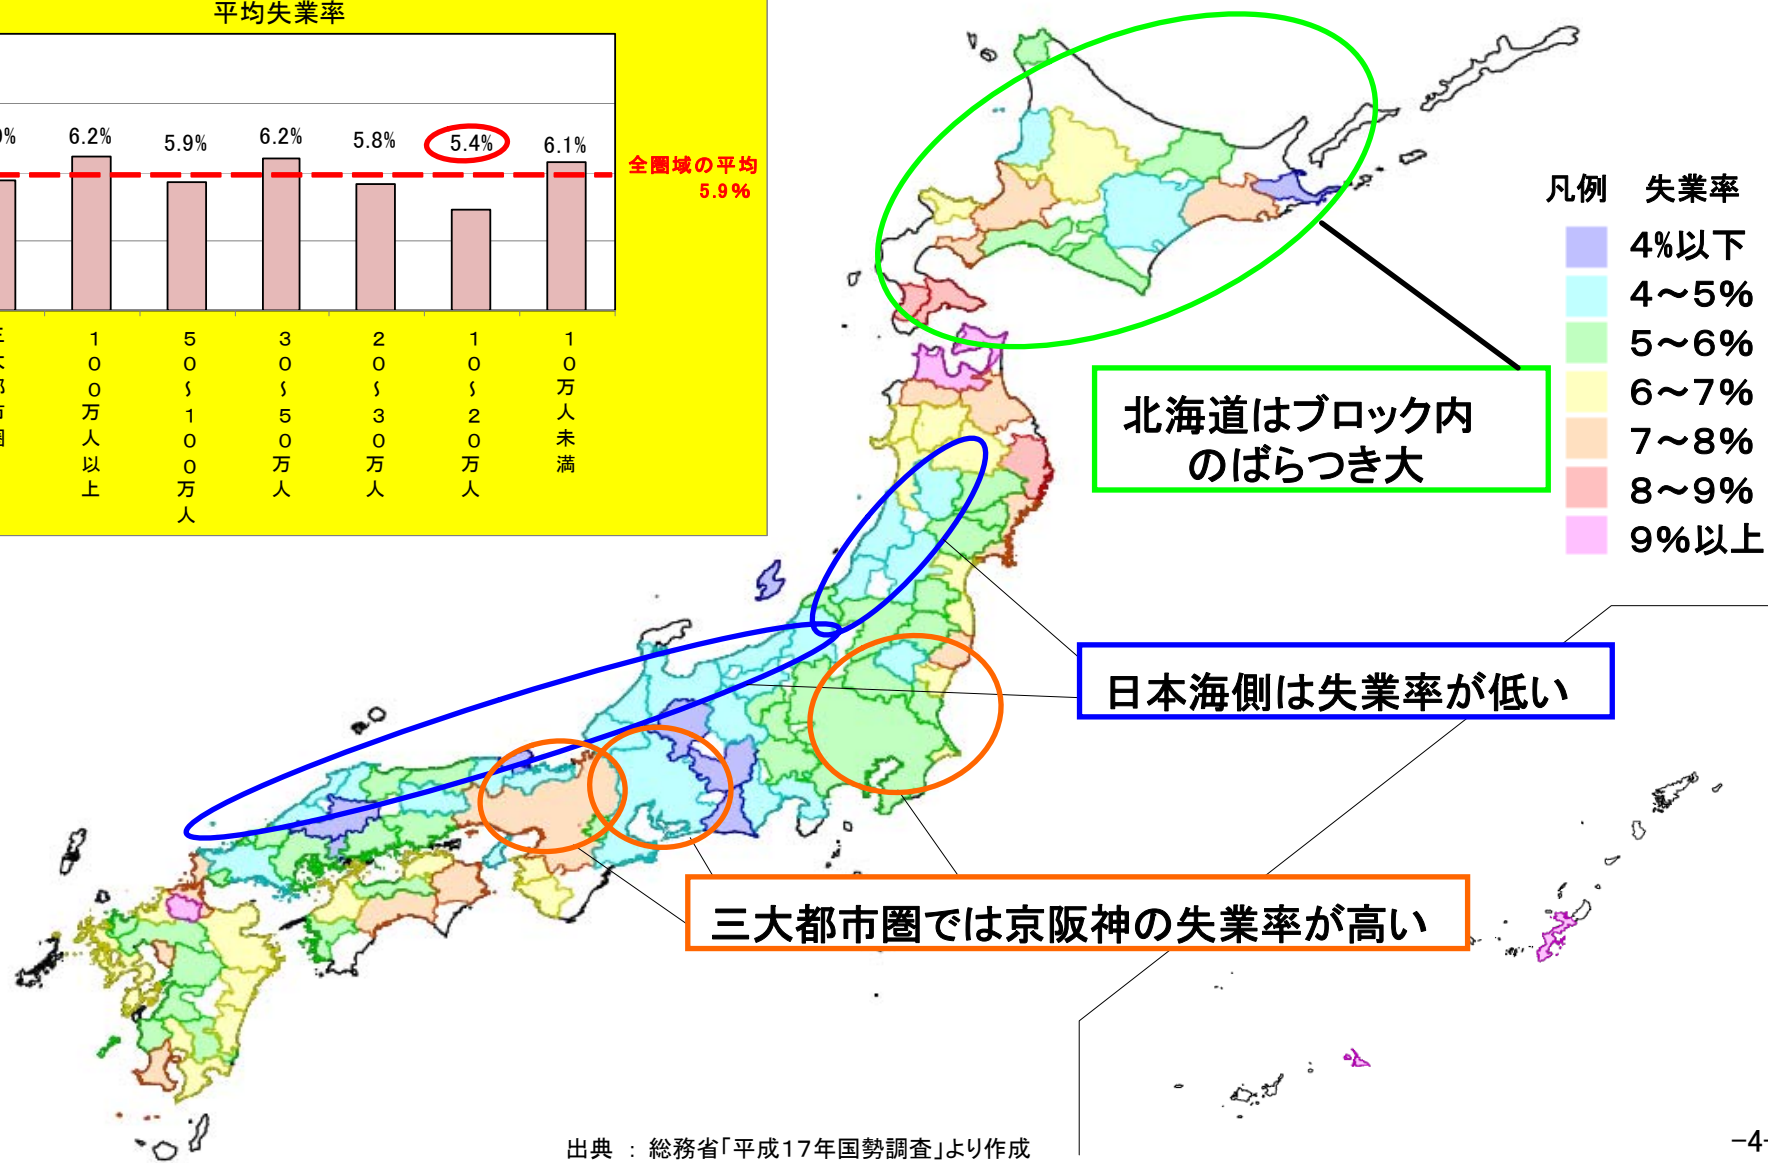 平均失業率
6.2%
5.9%
6.2%
5.8%
5.4%
6.1%
全圏域の平均
5.9%
100万人以上
50~100万人
30~50万人
20~30万人
10~20万人
10万人未満
凡例 失業率
4%以下
4~5%
5~6%
6~7%
7~8%
8~9%
9%以上
北海道はブロック内
のばらつき大
日本海側は失業率が低い
三大都市圏では京阪神の失業率が高い
出典 : 総務省「平成17年国勢調査」より作成
-4-